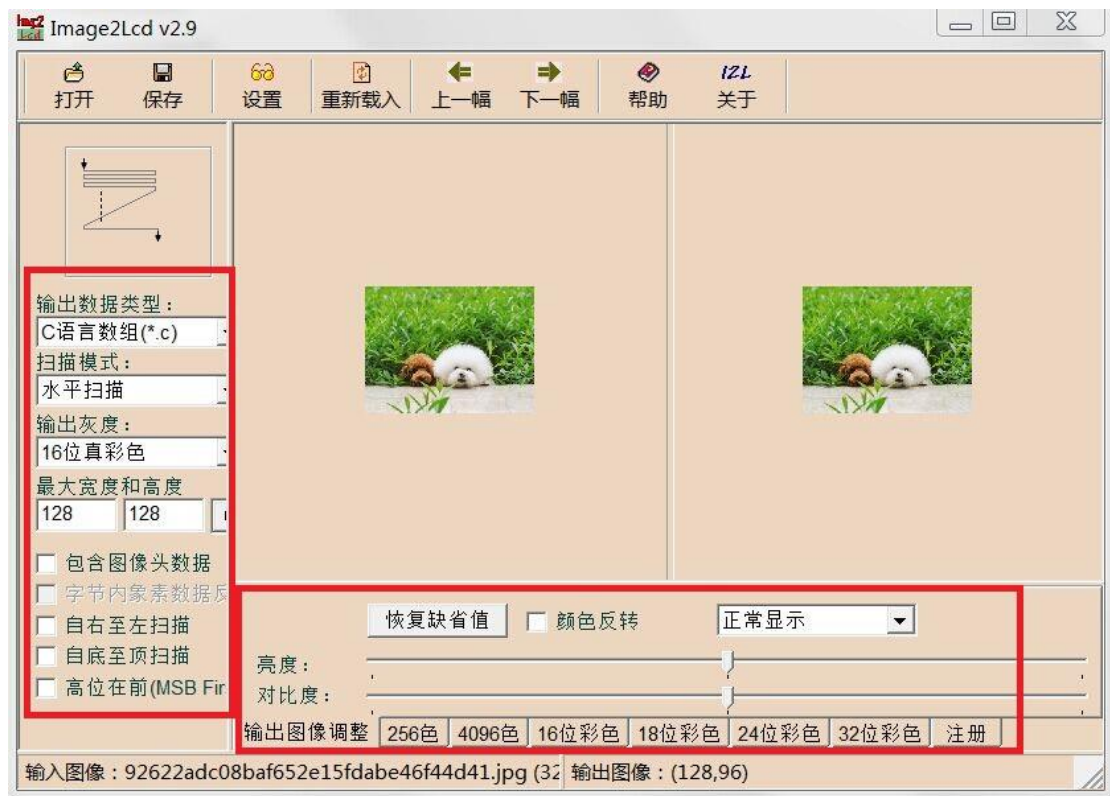 Image2Lcd v2.9
打开 保存 设置 重新载入 上一幅 下一幅 帮助 关于
输出数据类型：
C语言数组(*.c)
扫描模式：
水平扫描
输出灰度：
16位真彩色
最大宽度和高度
128 128
包含图像头数据
字节内象素数据反
自右至左扫描
自底至顶扫描
高位在前(MSB Fir
恢复缺省值 颜色反转 正常显示
亮度：
对比度：
输出图像调整 256色 4096色 16位彩色 18位彩色 24位彩色 32位彩色 注册
输入图像：92622adc08baf652e15fdabe46f44d41.jpg (32 输出图像：(128,96)